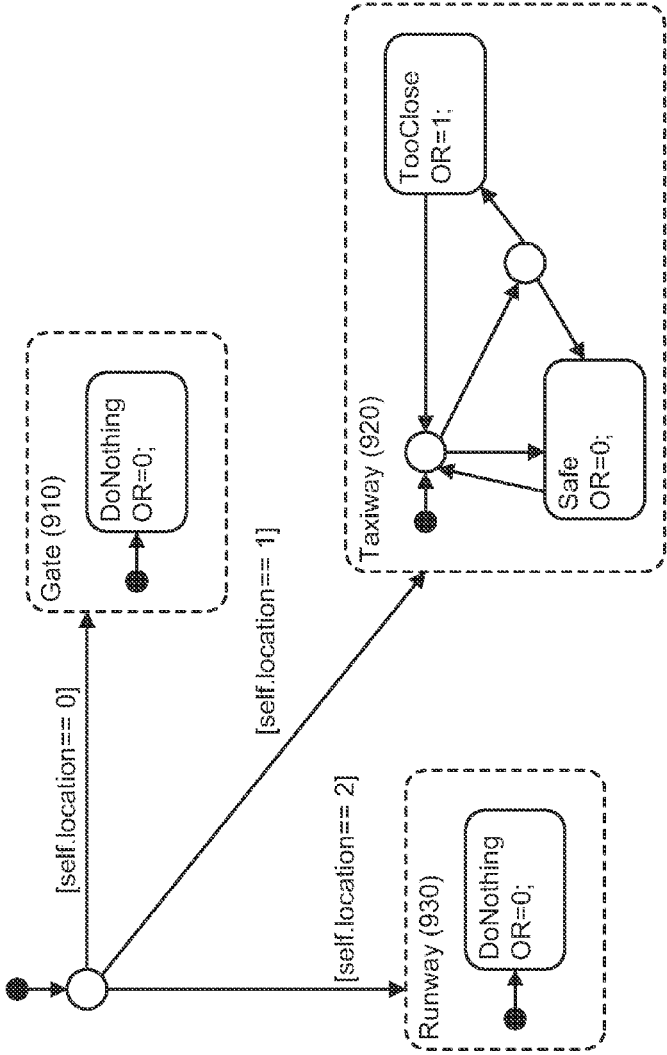 Gate (910)
DoNothing
OR=0;
[self.location== 0]
[self.location== 1]
[self.location== 2]
Taxiway (920)
TooClose
OR=1;
Safe
OR=0;
Runway (930)
DoNothing
OR=0;